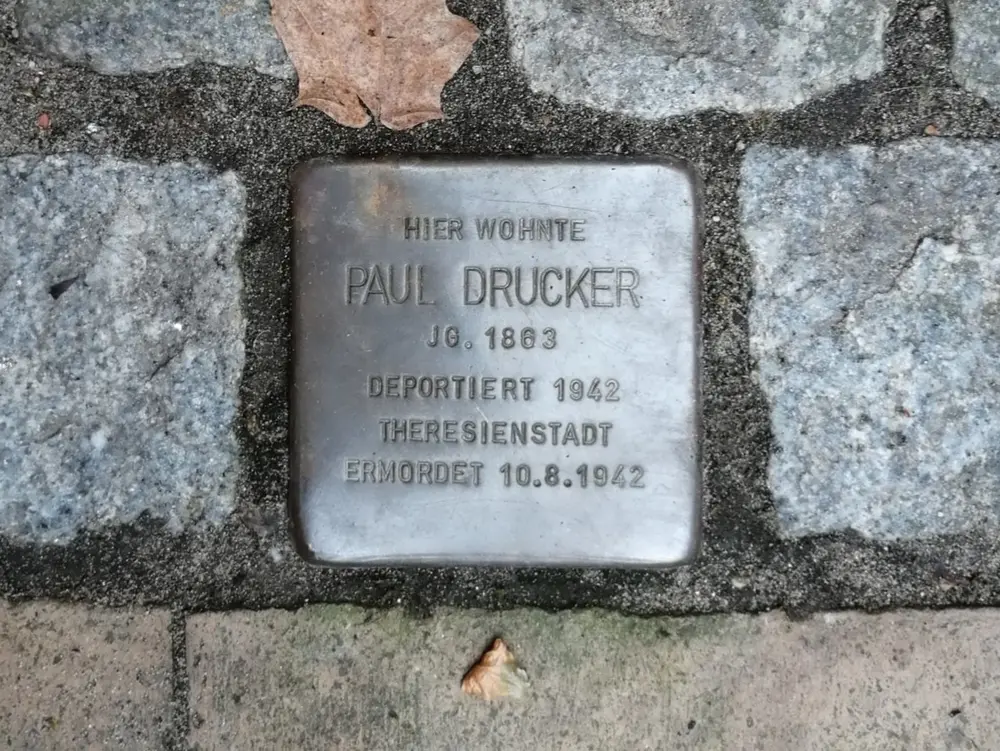 HIER WOHNTE
PAUL DRUCKER
JG. 1863
DEPORTIERT 1942
THERESIENSTADT
ERMORDET 10.8.1942